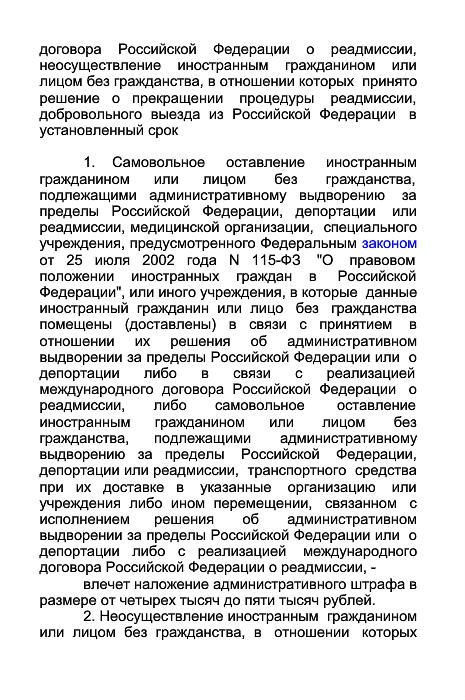 договора Российской Федерации о реадмиссии,
неосуществление иностранным гражданином или
лицом без гражданства, в отношении которых принято
решение о прекращении процедуры реадмиссии,
добровольного выезда из Российской Федерации в
установленный срок
1. Самовольное оставление иностранным
гражданином или лицом без гражданства,
подлежащими административному выдворению за
пределы Российской Федерации, депортации или
реадмиссии, медицинской организации, специального
учреждения, предусмотренного Федеральным законом
от 25 июля 2002 года N 115-ФЗ "О правовом
положении иностранных граждан в Российской
Федерации", или иного учреждения, в которые данные
иностранный гражданин или лицо без гражданства
помещены (доставлены) в связи с принятием в
отношении их решения об административном
выдворении за пределы Российской Федерации или о
депортации либо в связи с реализацией
международного договора Российской Федерации о
реадмиссии, либо самовольное оставление
иностранным гражданином или лицом без
гражданства, подлежащими административному
выдворению за пределы Российской Федерации,
депортации или реадмиссии, транспортного средства
при их доставке в указанные организацию или
учреждения либо ином перемещении, связанном с
исполнением решения об административном
выдворении за пределы Российской Федерации или о
депортации либо с реализацией международного
договора Российской Федерации о реадмиссии, -
влечет наложение административного штрафа в
размере от четырех тысяч до пяти тысяч рублей.
2. Неосуществление иностранным гражданином
или лицом без гражданства, в отношении которых